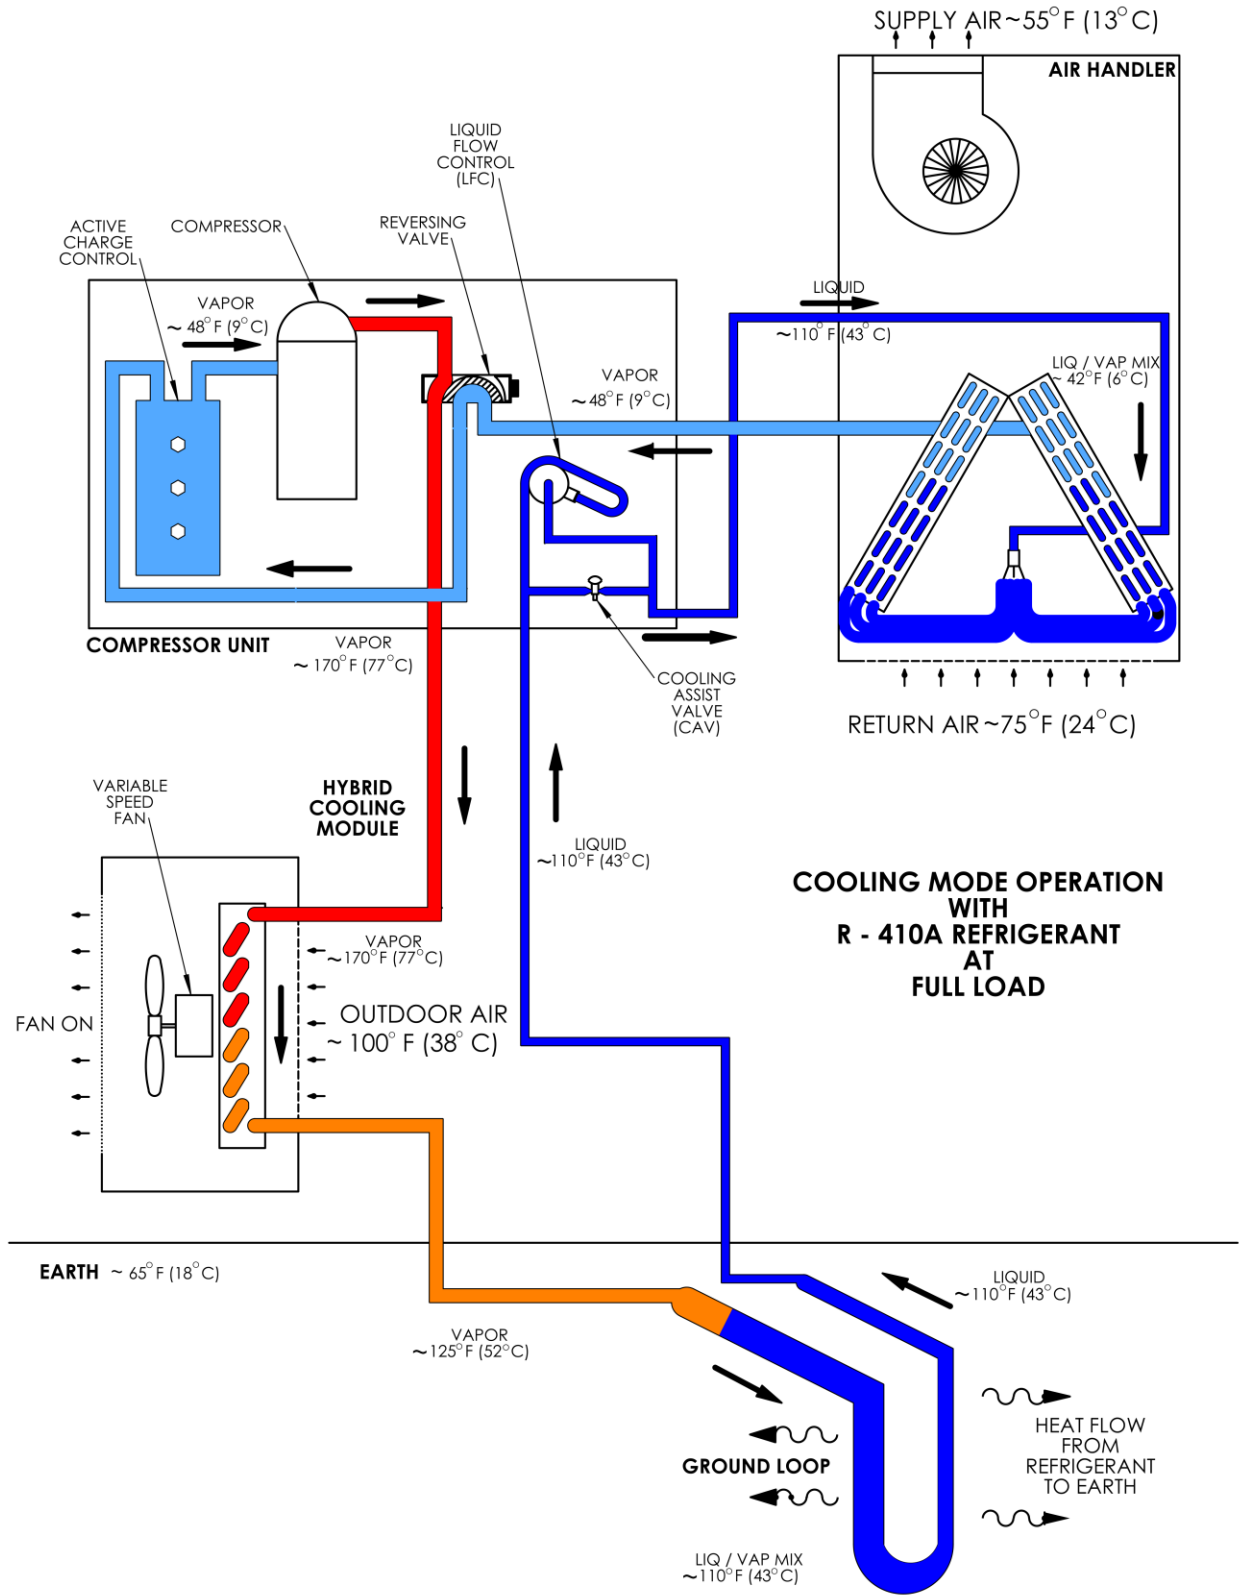 SUPPLY AIR ~55°F (13°C)
AIR HANDLER
LIQUID
FLOW
CONTROL
(LFC)
ACTIVE
CHARGE
CONTROL
COMPRESSOR
REVERSING
VALVE
VAPOR
~ 48°F (9°C)
LIQUID
~110°F (43°C)
VAPOR
~48°F (9°C)
LIQ / VAP MIX
~ 42°F (6°C)
COMPRESSOR UNIT
VAPOR
~ 170°F (77°C)
COOLING
ASSIST
VALVE
(CAV)
RETURN AIR ~75°F (24°C)
VARIABLE
SPEED
FAN
HYBRID
COOLING
MODULE
LIQUID
~110°F (43°C)
COOLING MODE OPERATION
WITH
R - 410A REFRIGERANT
AT
FULL LOAD
VAPOR
~170°F (77°C)
FAN ON
OUTDOOR AIR
~ 100° F (38° C)
EARTH ~ 65°F (18°C)
LIQUID
~110°F (43°C)
VAPOR
~125°F (52°C)
HEAT FLOW
FROM
REFRIGERANT
TO EARTH
GROUND LOOP
LIQ / VAP MIX
~110°F (43°C)